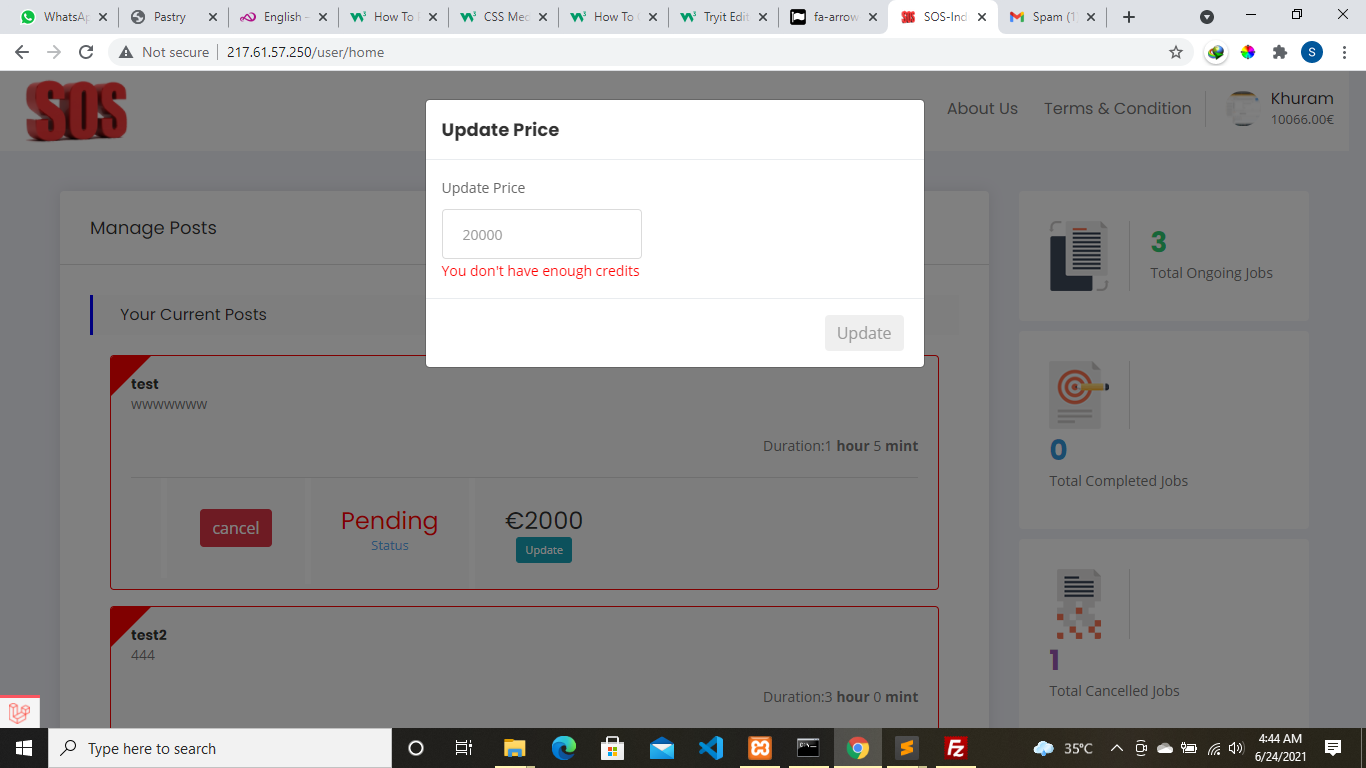 WhatsAp
Pastry
English -
How To
CSS Mec
How To
Tryit Edit
fa-arrow
SOS-Ind
Spam (1
Not secure
217.61.57.250/user/home
S
SOS
About Us
Terms & Condition
Khuram
10066.00€
Update Price
Update Price
20000
You don't have enough credits
Update
Manage Posts
Your Current Posts
test
wwwwwww
Duration:1 hour 5 mint
cancel
Pending
Status
€2000
Update
test2
444
Duration:3 hour 0 mint
3
Total Ongoing Jobs
0
Total Completed Jobs
1
Total Cancelled Jobs
Type here to search
35°C
4:44 AM
6/24/2021